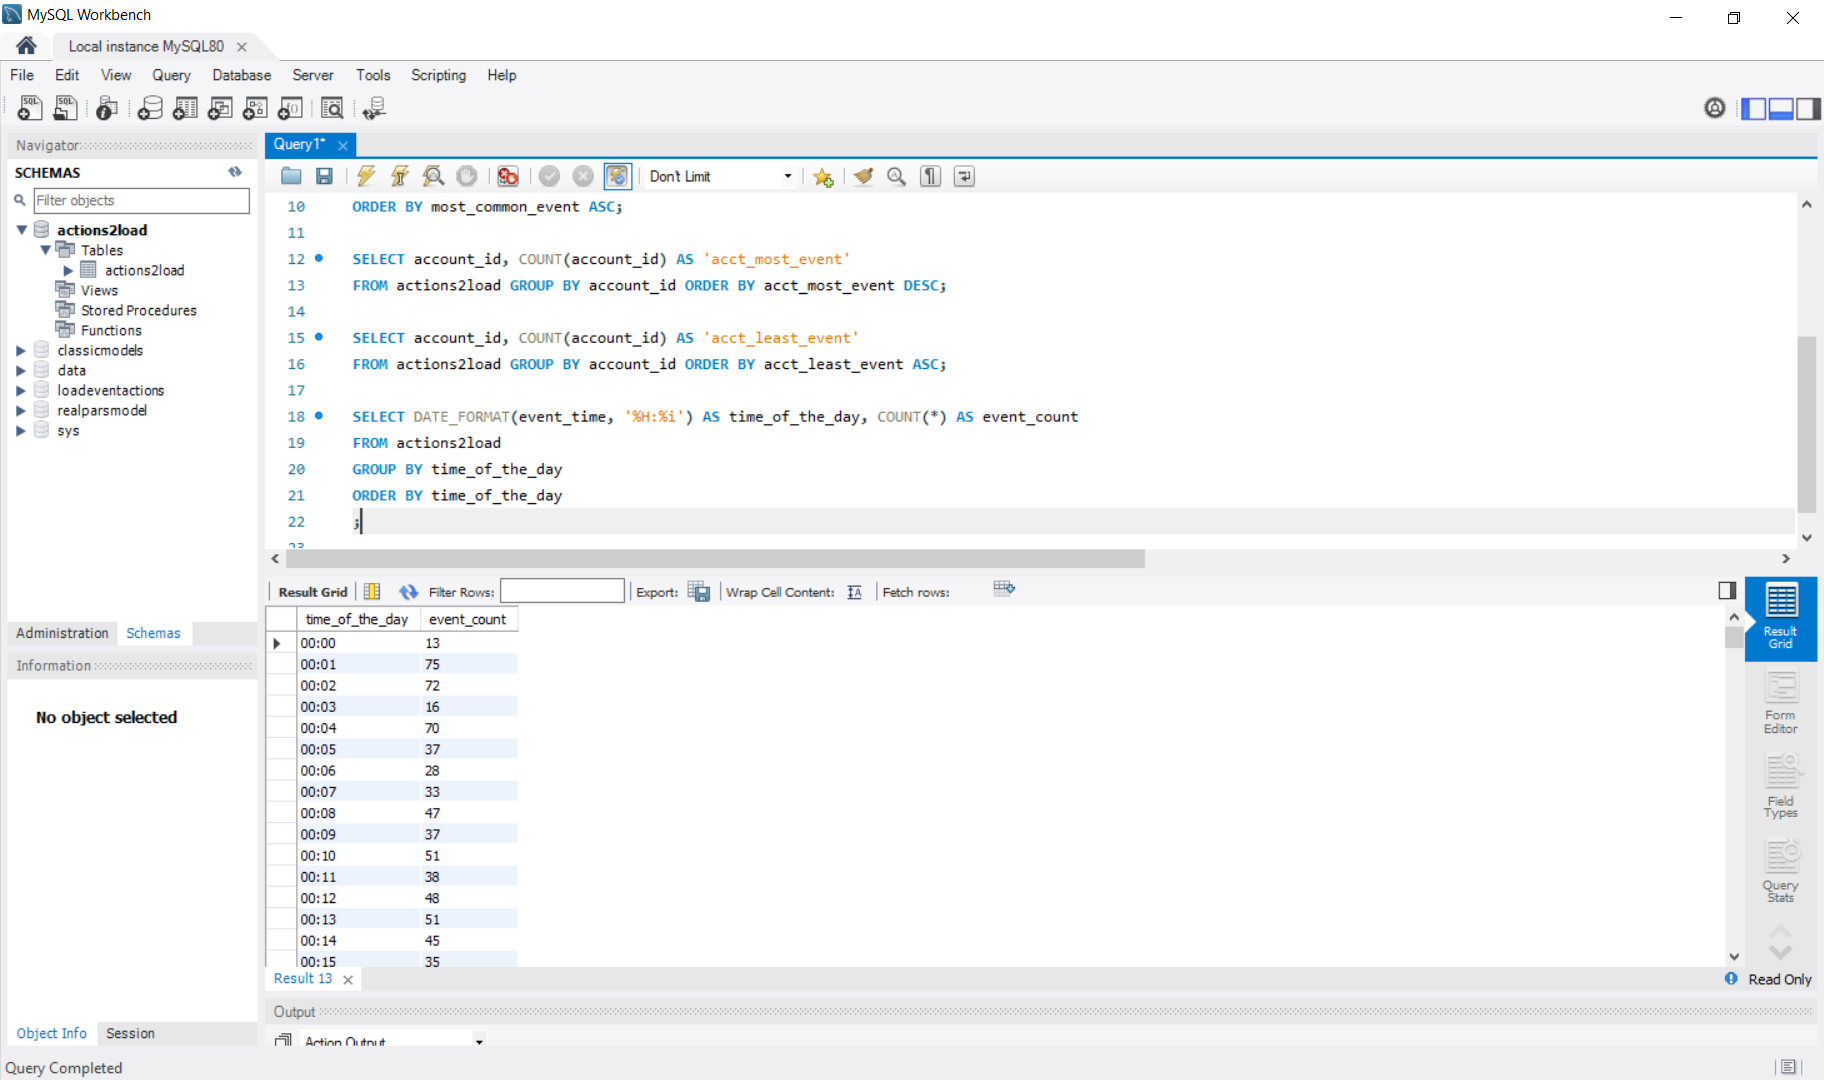 MySQL Workbench
Local instance MySQL80
File Edit View Query Database Server Tools Scripting Help
Navigator
SCHEMAS
Filter objects
actions2load
Tables
actions2load
Views
Stored Procedures
Functions
classicmodels
data
loadeventactions
realparsmodel
sys
Administration Schemas
Information
No object selected
Object Info Session
Query1*
Don't Limit
10 ORDER BY most_common_event ASC;
11
12 SELECT account_id, COUNT(account_id) AS 'acct_most_event'
13 FROM actions2load GROUP BY account_id ORDER BY acct_most_event DESC;
14
15 SELECT account_id, COUNT(account_id) AS 'acct_least_event'
16 FROM actions2load GROUP BY account_id ORDER BY acct_least_event ASC;
17
18 SELECT DATE_FORMAT(event_time, '%H:%i') AS time_of_the_day, COUNT(*) AS event_count
19 FROM actions2load
20 GROUP BY time_of_the_day
21 ORDER BY time_of_the_day
22 ;
23
Result Grid Filter Rows: Export: Wrap Cell Content: Fetch rows:
time_of_the_day event_count
00:00 13
00:01 75
00:02 72
00:03 16
00:04 70
00:05 37
00:06 28
00:07 33
00:08 47
00:09 37
00:10 51
00:11 38
00:12 48
00:13 51
00:14 45
00:15 35
Result Grid
Form Editor
Field Types
Query Stats
Result 13
Read Only
Output
Action Output
Query Completed